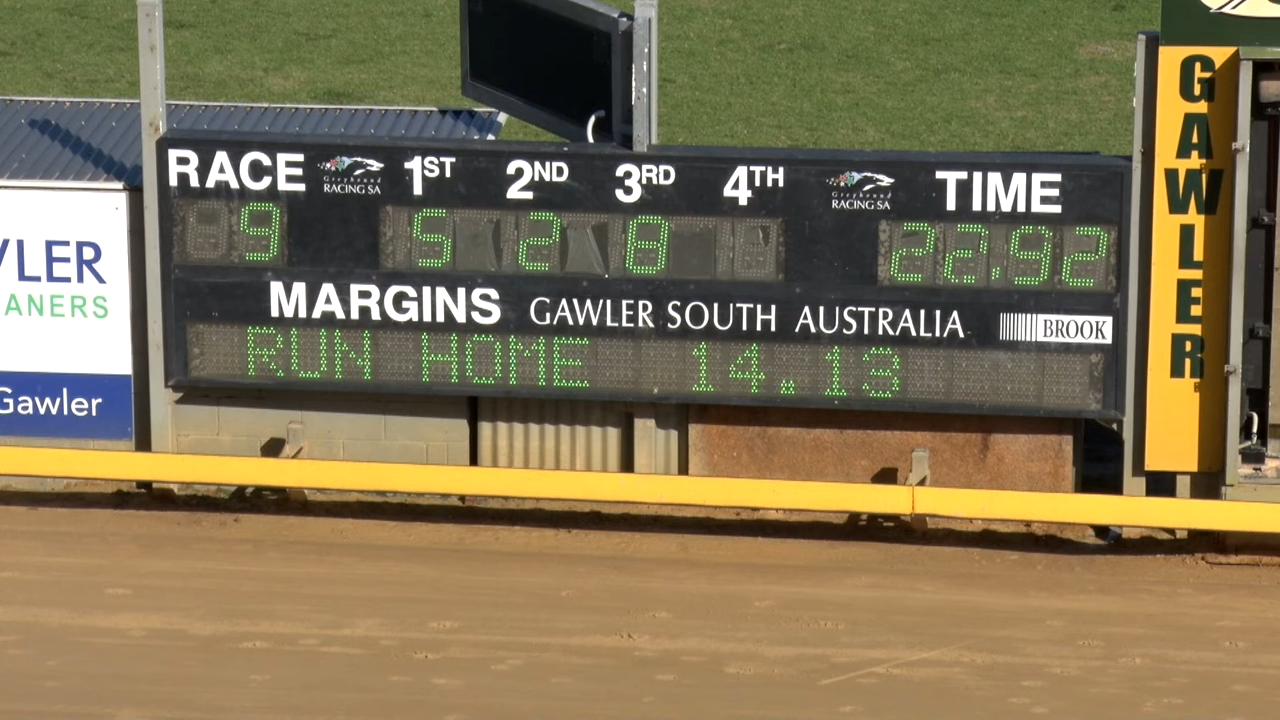 RACE
Greyhound
RACING SA
1ST 2ND 3RD 4TH
Greyhound
RACING SA
TIME
9 5 2 8 22.92
MARGINS GAWLER SOUTH AUSTRALIA BROOK
RUN HOME 14.13
GAWLER
WLER
ANERS
Gawler